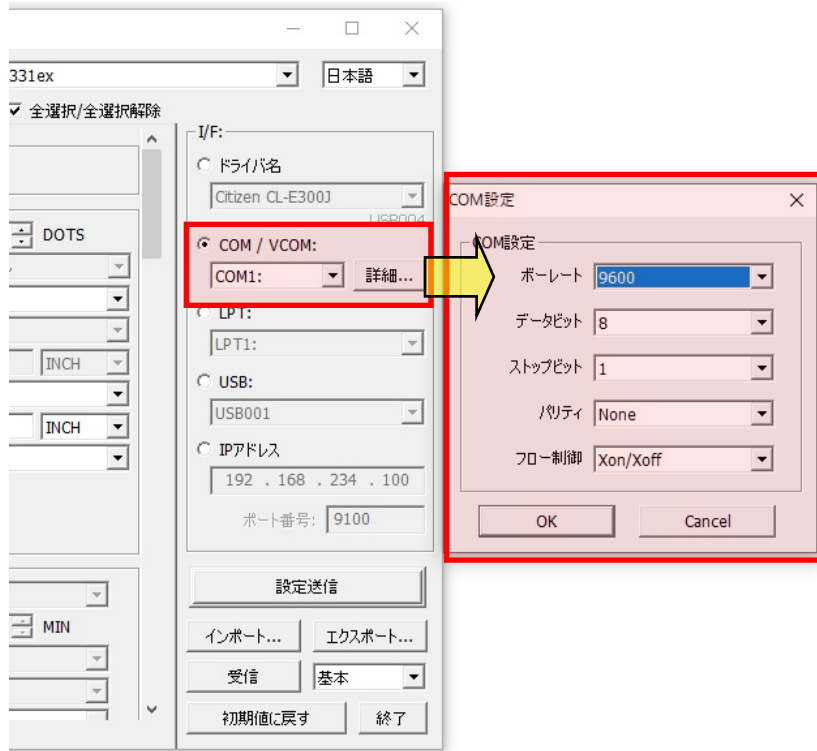 331ex
日本語
全選択/全選択解除
I/F:
ドライバ名
Citizen CL-E300J
USB004
DOTS
COM / VCOM:
COM1:
詳細...
LPT:
LPT1:
INCH
USB:
USB001
INCH
IPアドレス
192 . 168 . 234 . 100
ポート番号:
9100
設定送信
MIN
インポート...
エクスポート...
受信
基本
初期値に戻す
終了
COM設定
COM設定
ボーレート
9600
データビット
8
ストップビット
1
パリティ
None
フロー制御
Xon/Xoff
OK
Cancel